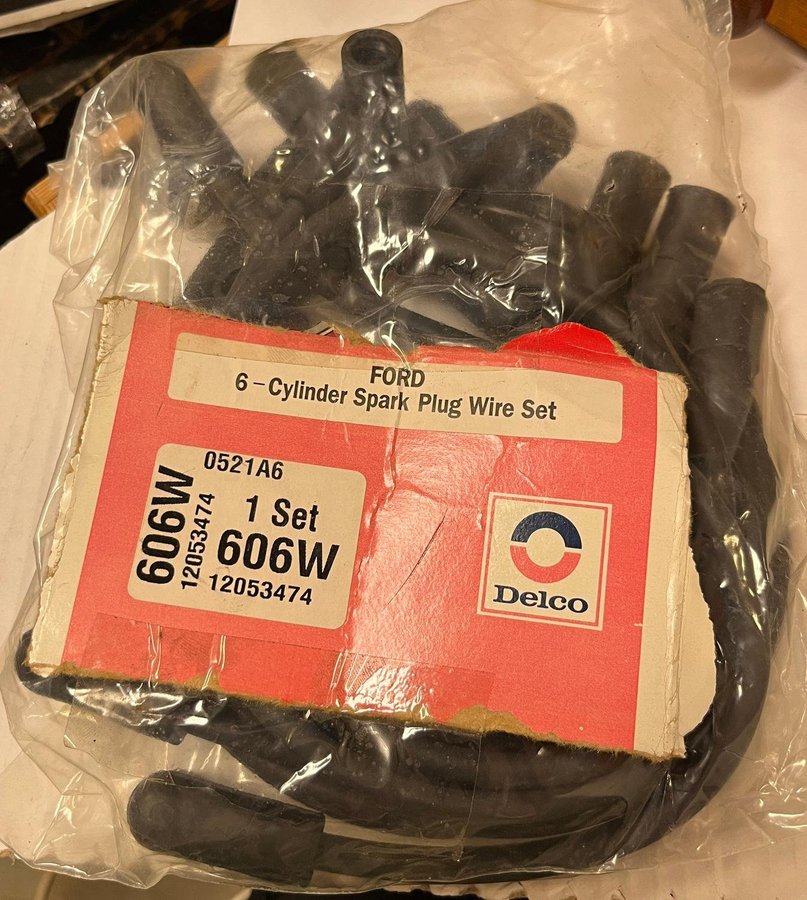 FORD
6-Cylinder Spark Plug Wire Set
0521A6
606W
12053474
1 Set
606W
12053474
Delco